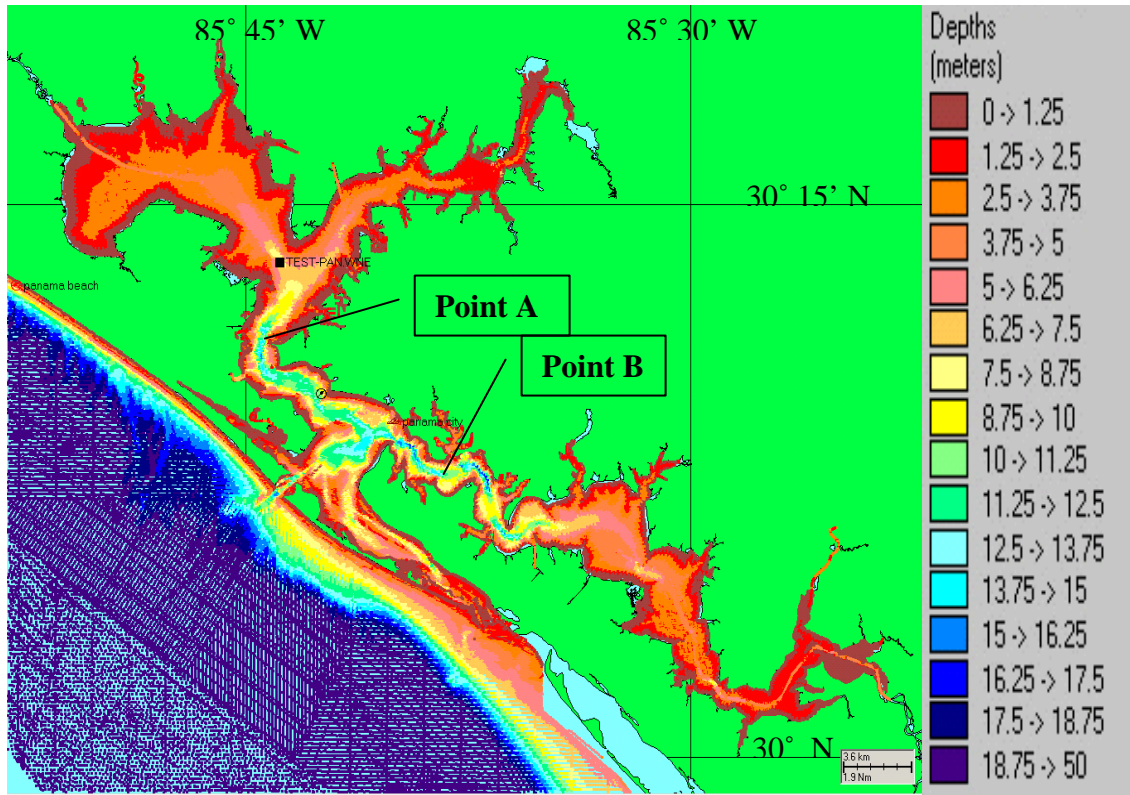 85˚ 45’ W
85˚ 30’ W
30˚ 15’ N
TEST-PANVNE
panama beach
Point A
Point B
panama city
30˚ N
3.6 km
1.9 Nm
Depths
(meters)
0 -> 1.25
1.25 -> 2.5
2.5 -> 3.75
3.75 -> 5
5 -> 6.25
6.25 -> 7.5
7.5 -> 8.75
8.75 -> 10
10 -> 11.25
11.25 -> 12.5
12.5 -> 13.75
13.75 -> 15
15 -> 16.25
16.25 -> 17.5
17.5 -> 18.75
18.75 -> 50